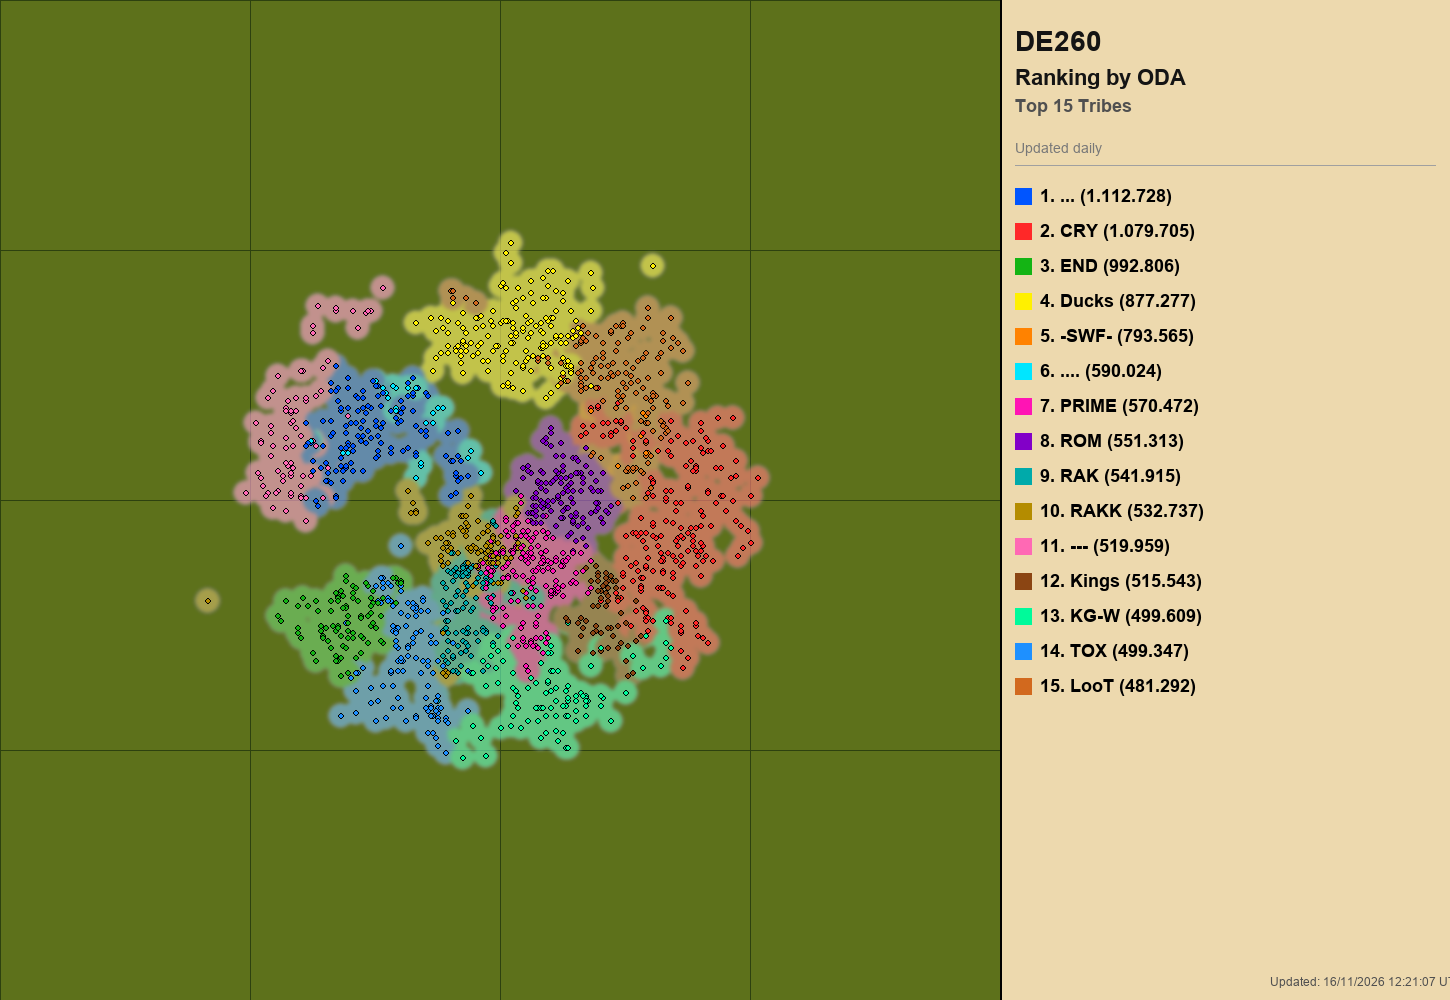 DE260
Ranking by ODA
Top 15 Tribes
Updated daily
1. ... (1.112.728)
2. CRY (1.079.705)
3. END (992.806)
4. Ducks (877.277)
5. -SWF- (793.565)
6. .... (590.024)
7. PRIME (570.472)
8. ROM (551.313)
9. RAK (541.915)
10. RAKK (532.737)
11. --- (519.959)
12. Kings (515.543)
13. KG-W (499.609)
14. TOX (499.347)
15. LooT (481.292)
Updated: 16/11/2026 12:21:07 U